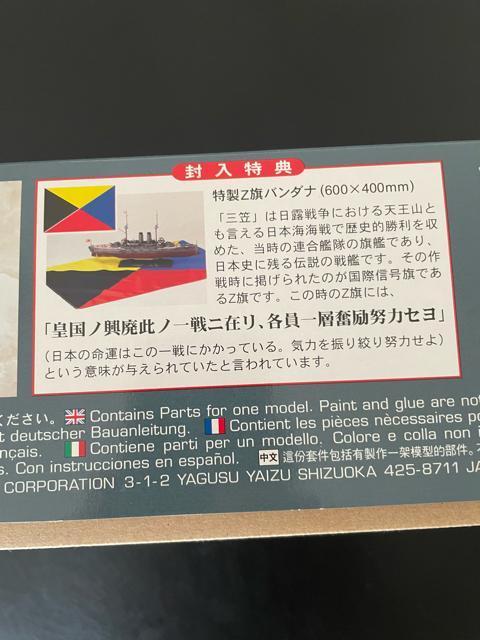 封入特典
特製Z旗バンダナ(600×400mm)
「三笠」は日露戦争における天王山と
も言える日本海海戦で歴史的勝利を収
めた、当時の連合艦隊の旗艦であり、
日本史に残る伝説の戦艦です。その作
戦時に掲げられたのが国際信号旗であ
るZ旗です。この時のZ旗には、
「皇国ノ興廃此ノ一戦ニ在リ、各員一層奮励努力セヨ」
(日本の命運はこの一戦にかかっている。気力を振り絞り努力せよ)
という意味が与えられていたと言われています。
ください。 Contains Parts for one model. Paint and glue are not
t deutscher Bauanleitung. Contient les pièces nècessaires po
nçais. Contiene parti per un modello. Colore e colla non i
s. Con instrucciones en español. 中文 這份套件包括有製作一架模型的部件。不
CORPORATION 3-1-2 YAGUSU YAIZU SHIZUOKA 425-8711 JA